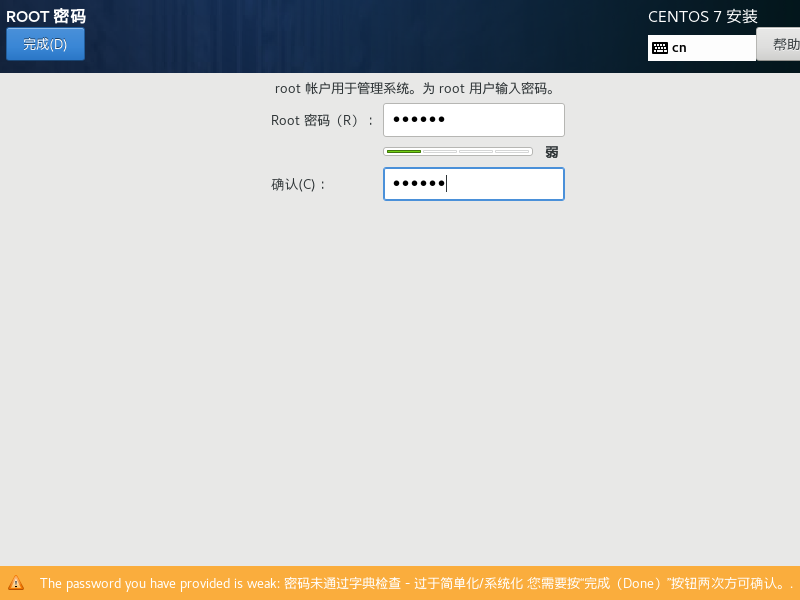 ROOT 密码
CENTOS 7 安装
完成(D)
cn
帮助
root 帐户用于管理系统。为 root 用户输入密码。
Root 密码（R）：
●●●●●●
弱
确认(C)：
●●●●●●
The password you have provided is weak: 密码未通过字典检查 - 过于简单化/系统化 您需要按“完成（Done）”按钮两次方可确认。.